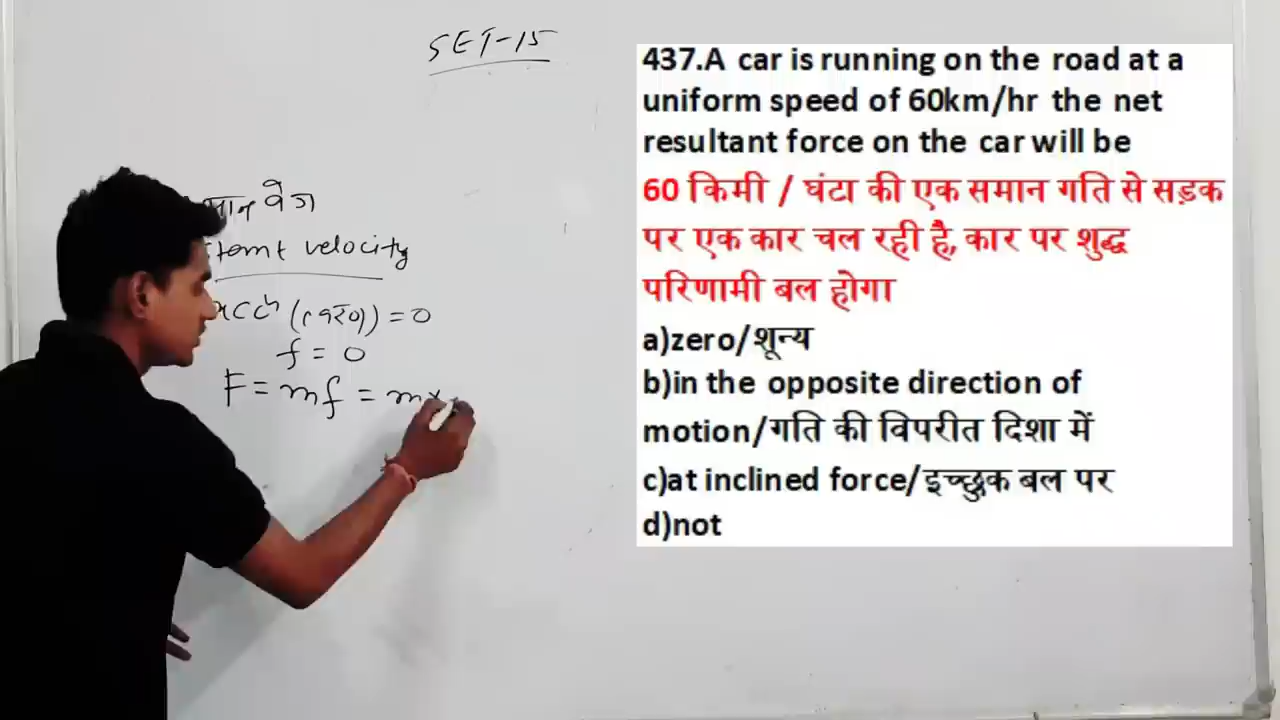 SET-15
वेग
velocity
(त्वरण) = 0
f = 0
F = mf = mx
437.A car is running on the road at a
uniform speed of 60km/hr the net
resultant force on the car will be
60 किमी / घंटा की एक समान गति से सड़क
पर एक कार चल रही है, कार पर शुद्ध
परिणामी बल होगा
a)zero/शून्य
b)in the opposite direction of
motion/गति की विपरीत दिशा में
c)at inclined force/इच्छुक बल पर
d)not